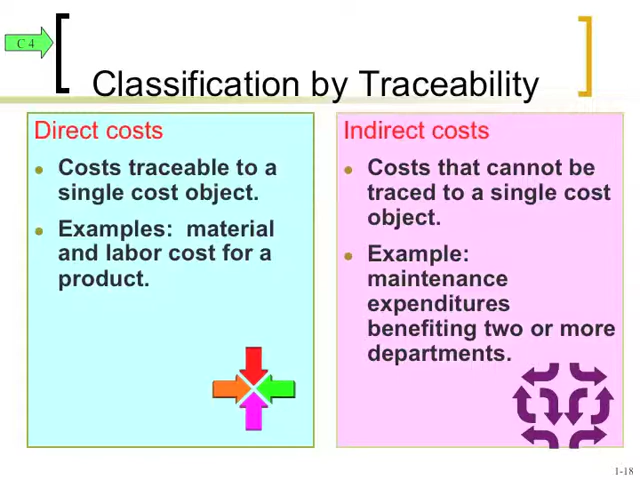 C 4
Classification by Traceability
Direct costs
Costs traceable to a
single cost object.
Examples:  material
and labor cost for a
product.
Indirect costs
Costs that cannot be
traced to a single cost
object.
Example:
maintenance
expenditures
benefiting two or more
departments.
1-18